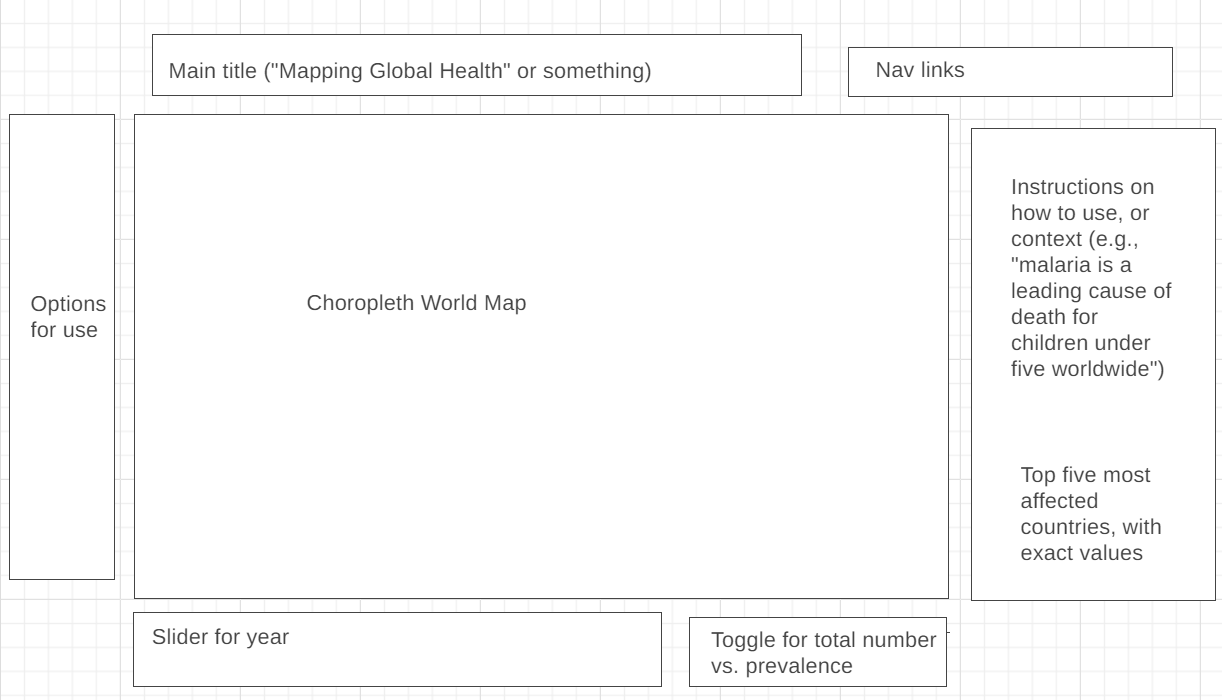 Main title ("Mapping Global Health" or something)
Nav links
Options
for use
Choropleth World Map
Instructions on
how to use, or
context (e.g.,
"malaria is a
leading cause of
death for
children under
five worldwide")
Top five most
affected
countries, with
exact values
Slider for year
Toggle for total number
vs. prevalence